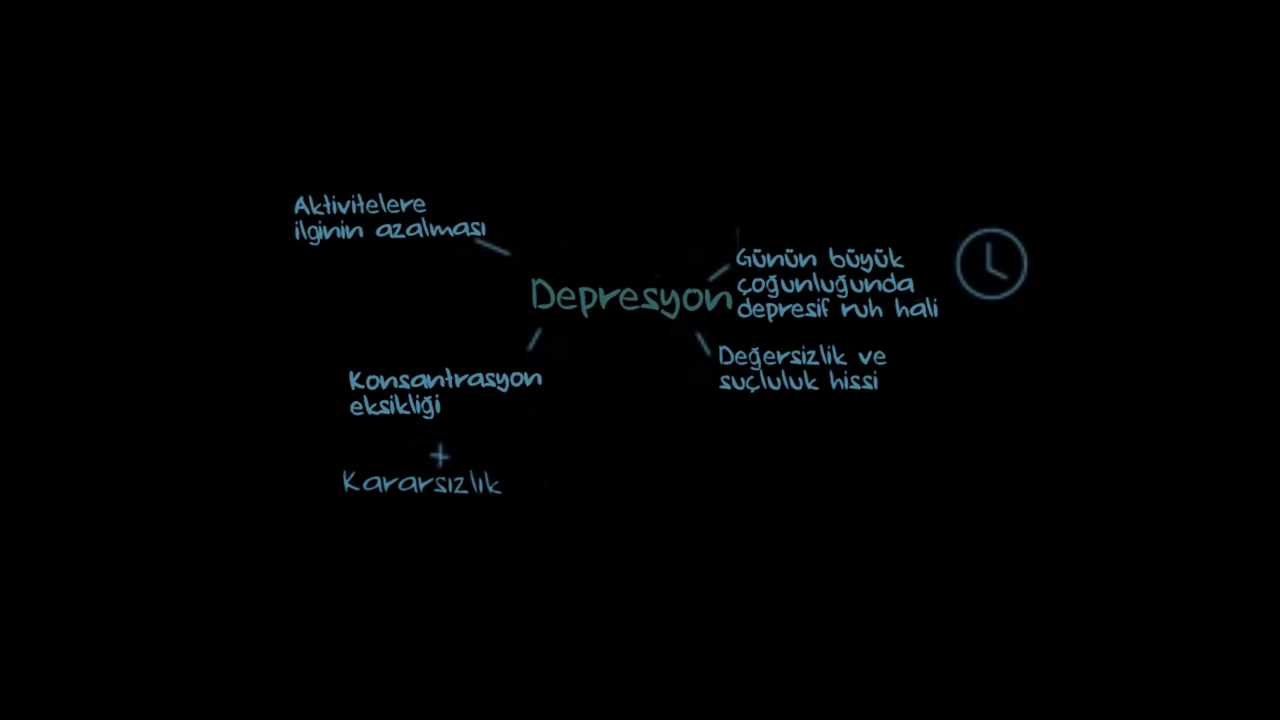 Aktivitelere
ilginin azalması
Depresyon
Günün büyük
çoğunluğunda
depresif ruh hali
Değersizlik ve
suçluluk hissi
Konsantrasyon
eksikliği
+
Kararsızlık